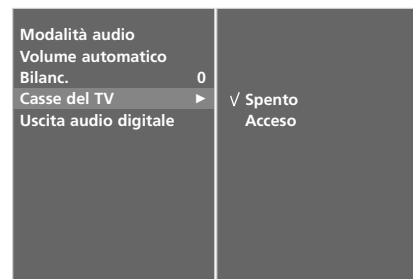 Modalità audio
Volume automatico
Bilanc. 0
Casse del TV ►
Uscita audio digitale
√ Spento
Acceso